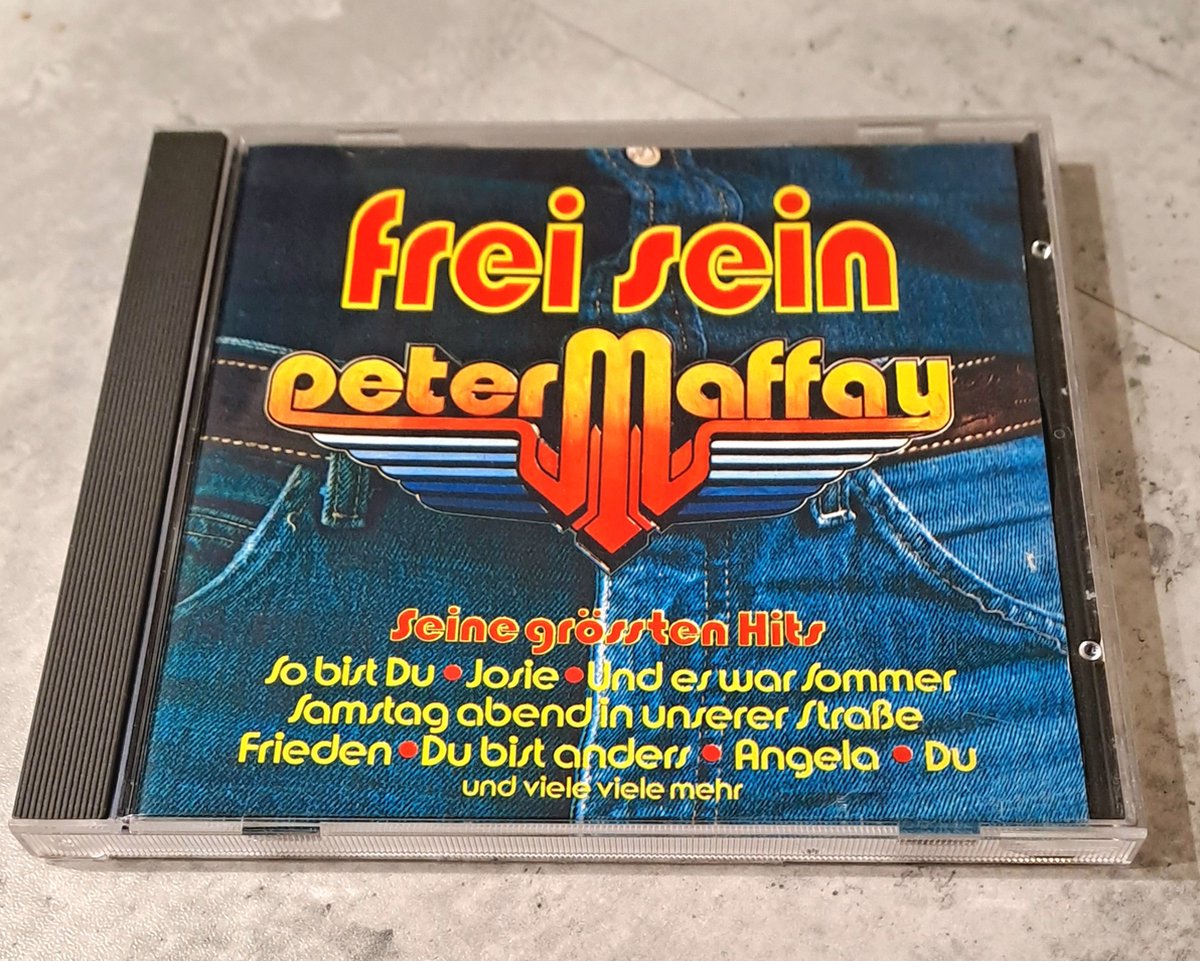 frei sein
peter Maffay
Seine grössten Hits
So bist Du • Josie • Und es war Sommer
Samstag abend in unserer Straße
Frieden • Du bist anders • Angela • Du
und viele viele mehr